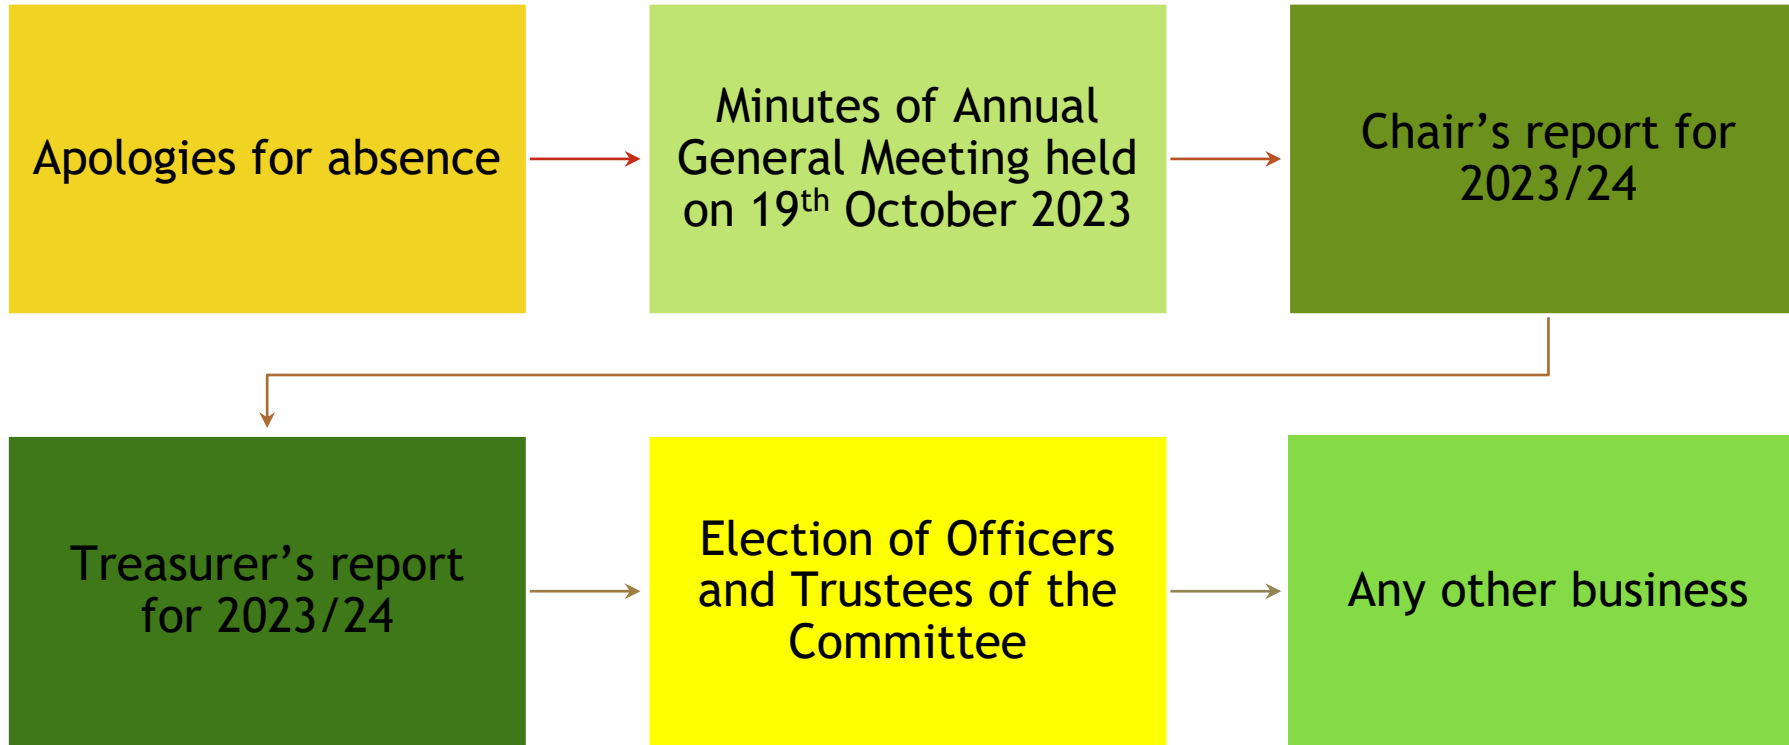 Apologies for absence
Minutes of Annual
General Meeting held
on 19th October 2023
Chair’s report for
2023/24
Treasurer’s report
for 2023/24
Election of Officers
and Trustees of the
Committee
Any other business